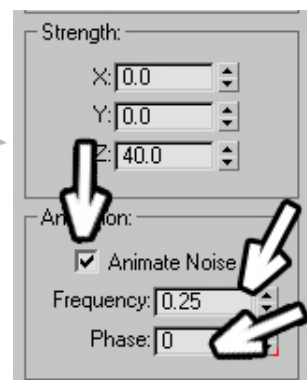 Strength:
X: 0.0
Y: 0.0
Z: 40.0
Animate Noise
Frequency: 0.25
Phase: 0